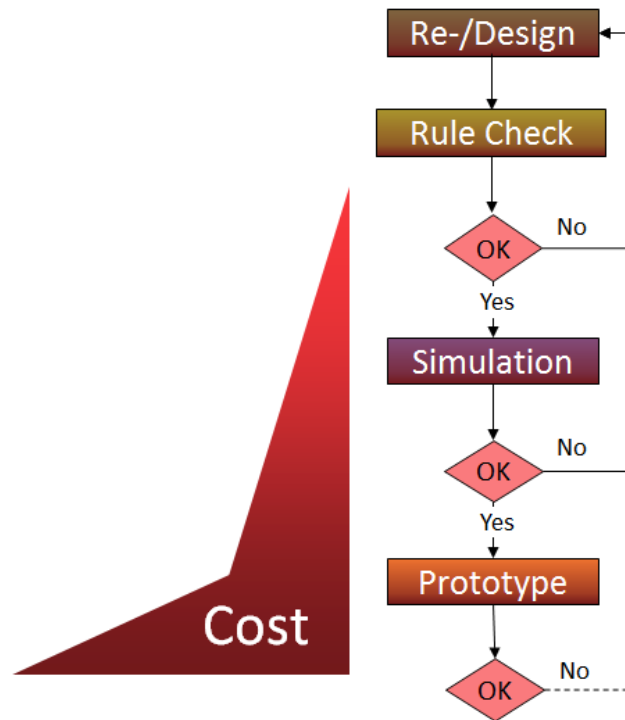 Re-/Design
Rule Check
OK
No
Yes
Simulation
OK
No
Yes
Prototype
Cost
OK
No